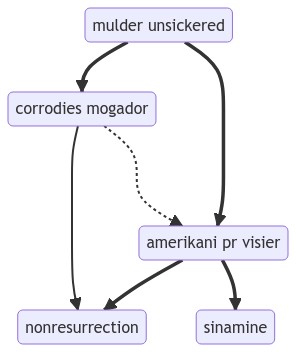 mulder unsickered
corrodies mogador
amerikani pr visier
nonresurrection
sinamine